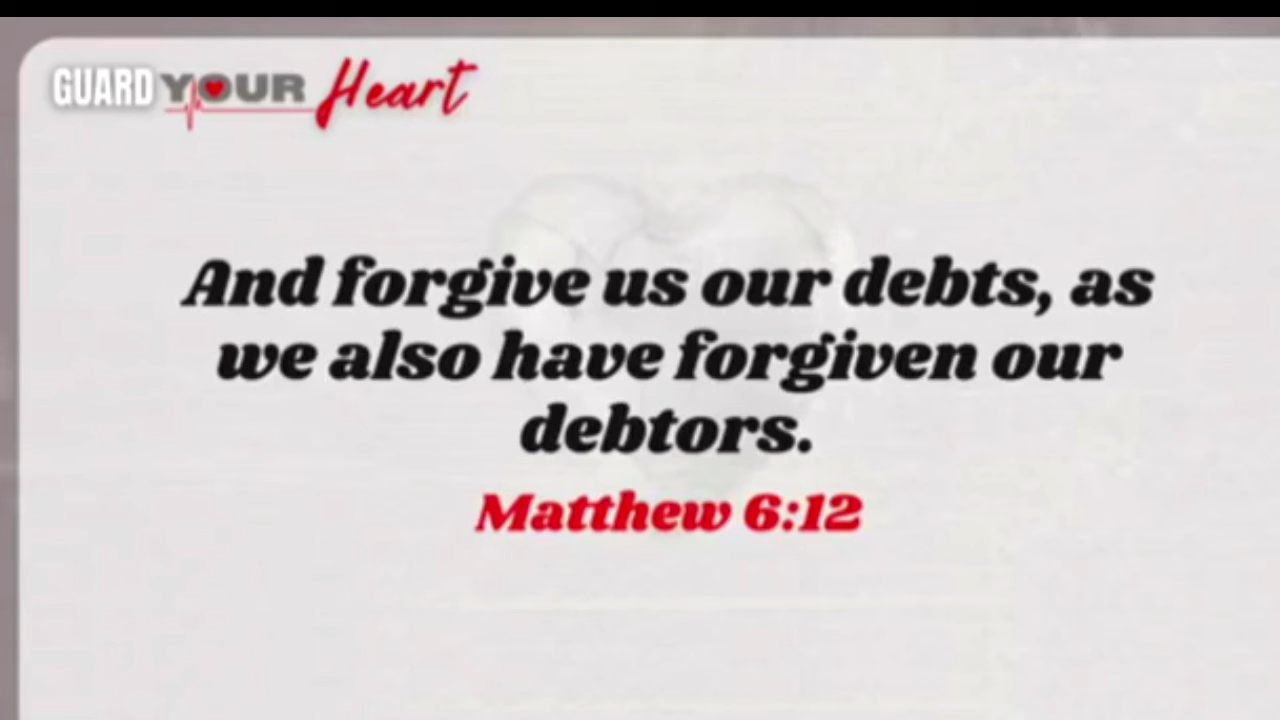 GUARD YOUR Heart
And forgive us our debts, as
we also have forgiven our
debtors.
Matthew 6:12